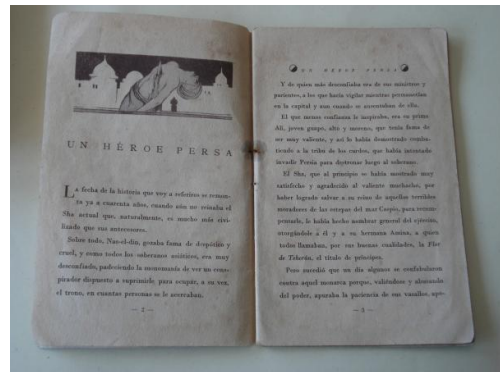 UN HÉROE PERSA
La fecha de la historia que voy a referiros se remon-
ta ya a cuarenta años, cuando aún no reinaba el
Sha actual que, naturalmente, es mucho más civi-
lizado que sus antecesores.
Sobre todo, Nas-el-din, gozaba fama de despótico y
cruel, y como todos los soberanos asiáticos, era muy
desconfiado, padeciendo la monomanía de ver un cons-
pirador dispuesto a suprimirle para ocupar, a su vez,
el trono, en cuantas personas se le acercaban.
— 2 —
UN HÉROE PERSA
Y de quien más desconfiaba era de sus ministros y
parientes, a los que hacía vigilar mientras permanecían
en la capital y aun cuando se ausentaban de ella.
El que menos confianza le inspiraba, era su primo
Alí, joven guapo, alto y moreno, que tenía fama de
ser muy valiente, y así lo había demostrado comba-
tiendo a la tribu de los curdos, que había intentado
invadir Persia para destronar luego al soberano.
El Sha, que al principio se había mostrado muy
satisfecho y agradecido al valiente muchacho, por
haber logrado salvar a su reino de aquellos terribles
moradores de las estepas del mar Caspio, para recom-
pensarle, le había hecho nombrar general del ejército,
otorgándole a él y a su hermana Amina, a quien
todos llamaban, por sus buenas cualidades, la Flor
de Teherán, el título de príncipes.
Pero sucedió que un día algunos se confabularon
contra aquel monarca porque, valiéndose y abusando
del poder, apuraba la paciencia de sus vasallos, ape-
— 3 —